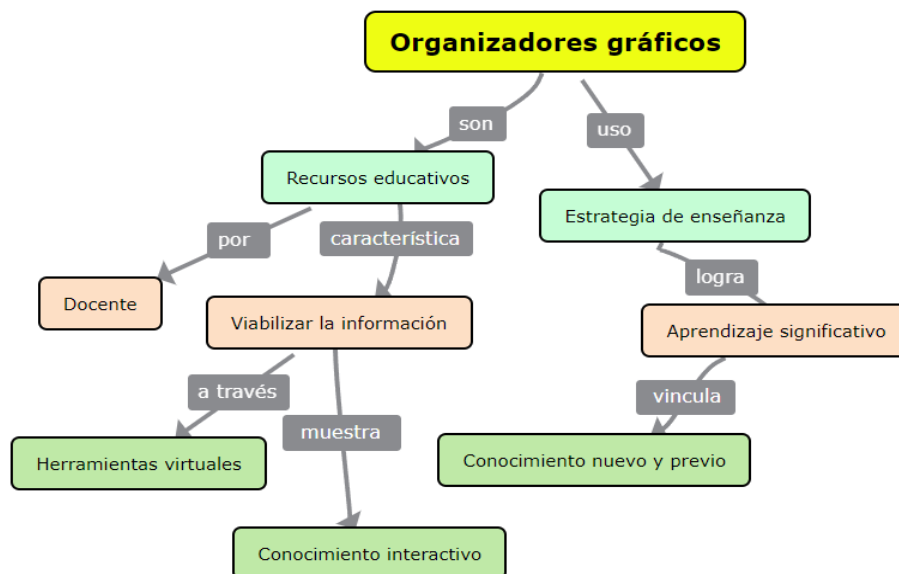 Organizadores gráficos
son
uso
Recursos educativos
Estrategia de enseñanza
por
característica
logra
Docente
Viabilizar la información
Aprendizaje significativo
a través
vincula
muestra
Herramientas virtuales
Conocimiento nuevo y previo
Conocimiento interactivo